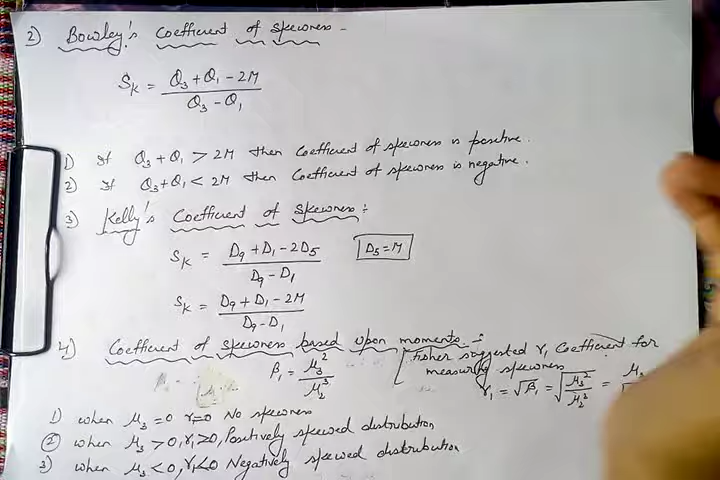 2) Bowley's Coefficient of skewness -
Sk = Q3 + Q1 - 2M / Q3 - Q1
1) If Q3 + Q1 > 2M then Coefficient of skewness is positive.
2) If Q3 + Q1 < 2M then Coefficient of skewness is negative.
3) Kelly's Coefficient of skewness :
Sk = D9 + D1 - 2D5 / D9 - D1 D5 = M
Sk = D9 + D1 - 2M / D9 - D1
4) Coefficient of skewness based upon moments :-
Fisher suggested γ1 Coefficient for
measuring skewness
β1 = μ3² / μ2³ γ1 = √β1 = √μ3² / μ2³ =
1) when μ3 = 0 γ1=0 No skewness
2) when μ3 > 0, γ1>0, Positively skewed distribution
3) when μ3 < 0, γ1<0 Negatively skewed distribution